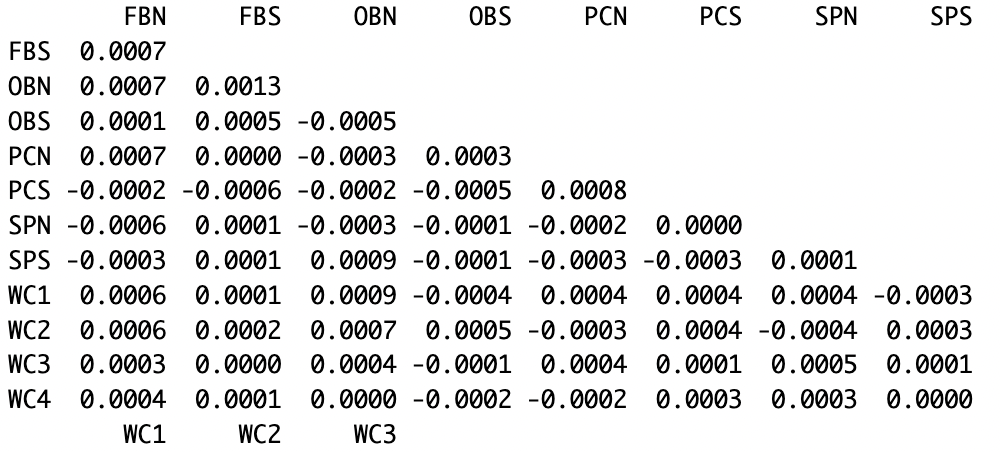 FBN FBS OBN OBS PCN PCS SPN SPS
FBS 0.0007
OBN 0.0007 0.0013
OBS 0.0001 0.0005 -0.0005
PCN 0.0007 0.0000 -0.0003 0.0003
PCS -0.0002 -0.0006 -0.0002 -0.0005 0.0008
SPN -0.0006 0.0001 -0.0003 -0.0001 -0.0002 0.0000
SPS -0.0003 0.0001 0.0009 -0.0001 -0.0003 -0.0003 0.0001
WC1 0.0006 0.0001 0.0009 -0.0004 0.0004 0.0004 0.0004 -0.0003
WC2 0.0006 0.0002 0.0007 0.0005 -0.0003 0.0004 -0.0004 0.0003
WC3 0.0003 0.0000 0.0004 -0.0001 0.0004 0.0001 0.0005 0.0001
WC4 0.0004 0.0001 0.0000 -0.0002 -0.0002 0.0003 0.0003 0.0000
WC1 WC2 WC3